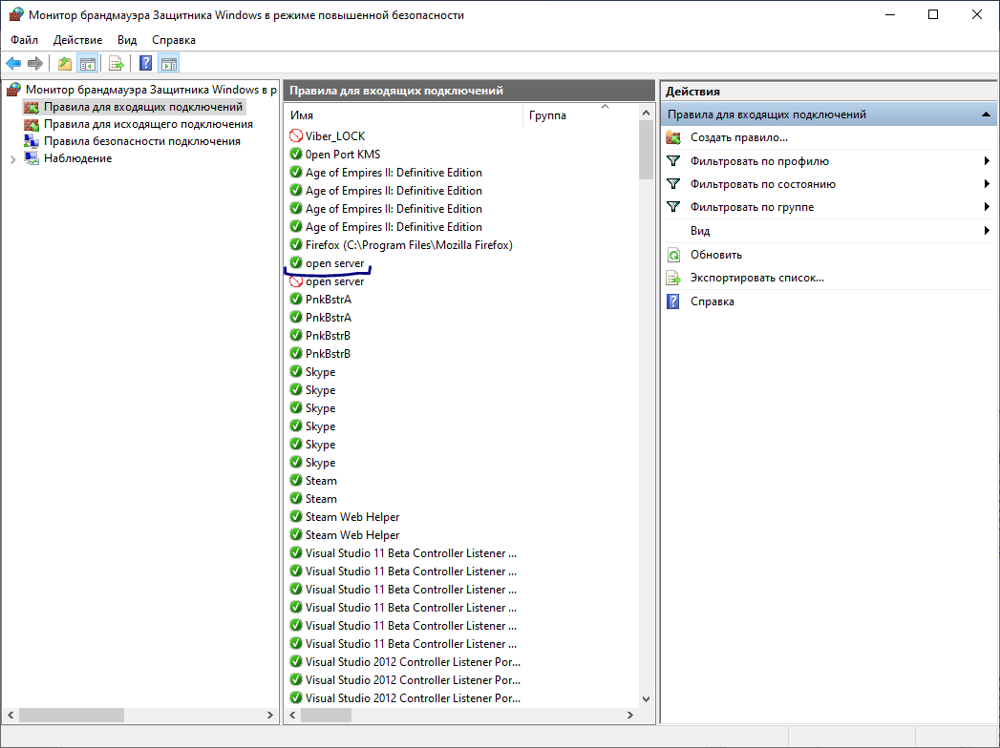 Монитор брандмауэра Защитника Windows в режиме повышенной безопасности
Файл Действие Вид Справка
Монитор брандмауэра Защитника Windows в р
Правила для входящих подключений
Правила для исходящего подключения
Правила безопасности подключения
Наблюдение
Правила для входящих подключений
Имя Группа
Viber_LOCK
0pen Port KMS
Age of Empires II: Definitive Edition
Age of Empires II: Definitive Edition
Age of Empires II: Definitive Edition
Age of Empires II: Definitive Edition
Firefox (C:\Program Files\Mozilla Firefox)
open server
open server
PnkBstrA
PnkBstrA
PnkBstrB
PnkBstrB
Skype
Skype
Skype
Skype
Skype
Skype
Steam
Steam
Steam Web Helper
Steam Web Helper
Visual Studio 11 Beta Controller Listener ...
Visual Studio 11 Beta Controller Listener ...
Visual Studio 11 Beta Controller Listener ...
Visual Studio 11 Beta Controller Listener ...
Visual Studio 11 Beta Controller Listener ...
Visual Studio 11 Beta Controller Listener ...
Visual Studio 2012 Controller Listener Por...
Visual Studio 2012 Controller Listener Por...
Visual Studio 2012 Controller Listener Por...
Действия
Правила для входящих подключений
Создать правило...
Фильтровать по профилю
Фильтровать по состоянию
Фильтровать по группе
Вид
Обновить
Экспортировать список...
Справка